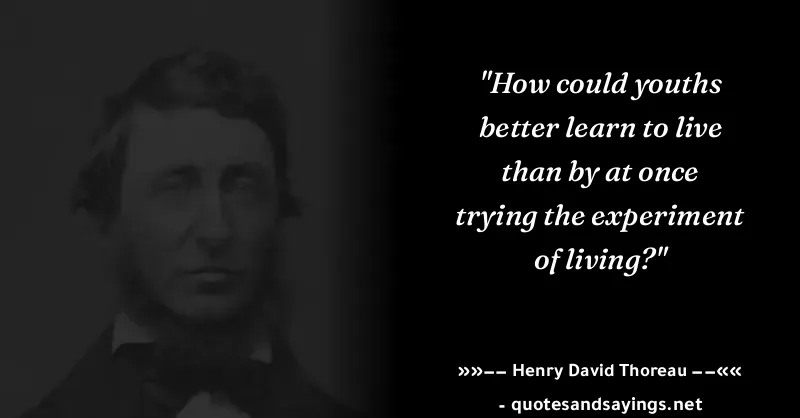 "How could youths
better learn to live
than by at once
trying the experiment
of living?"
»»—– Henry David Thoreau —–««
- quotesandsayings.net